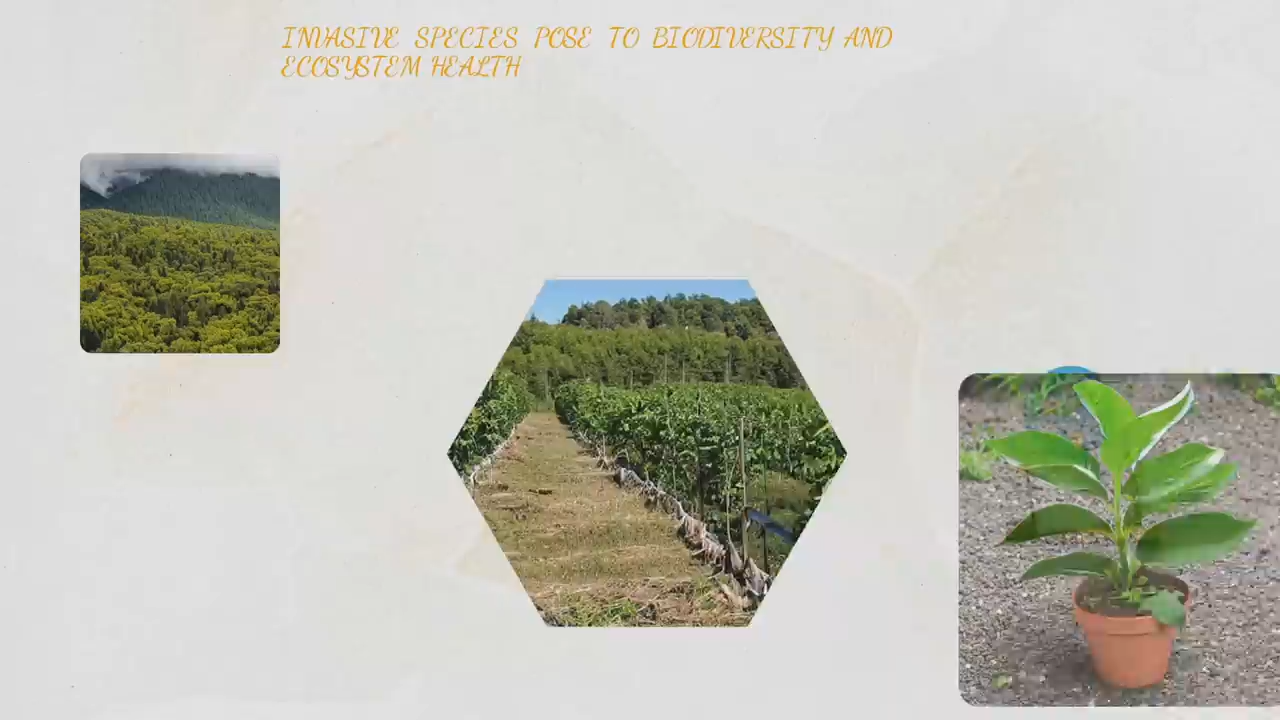 INVASIVE SPECIES POSE TO BIODIVERSITY AND
ECOSYSTEM HEALTH